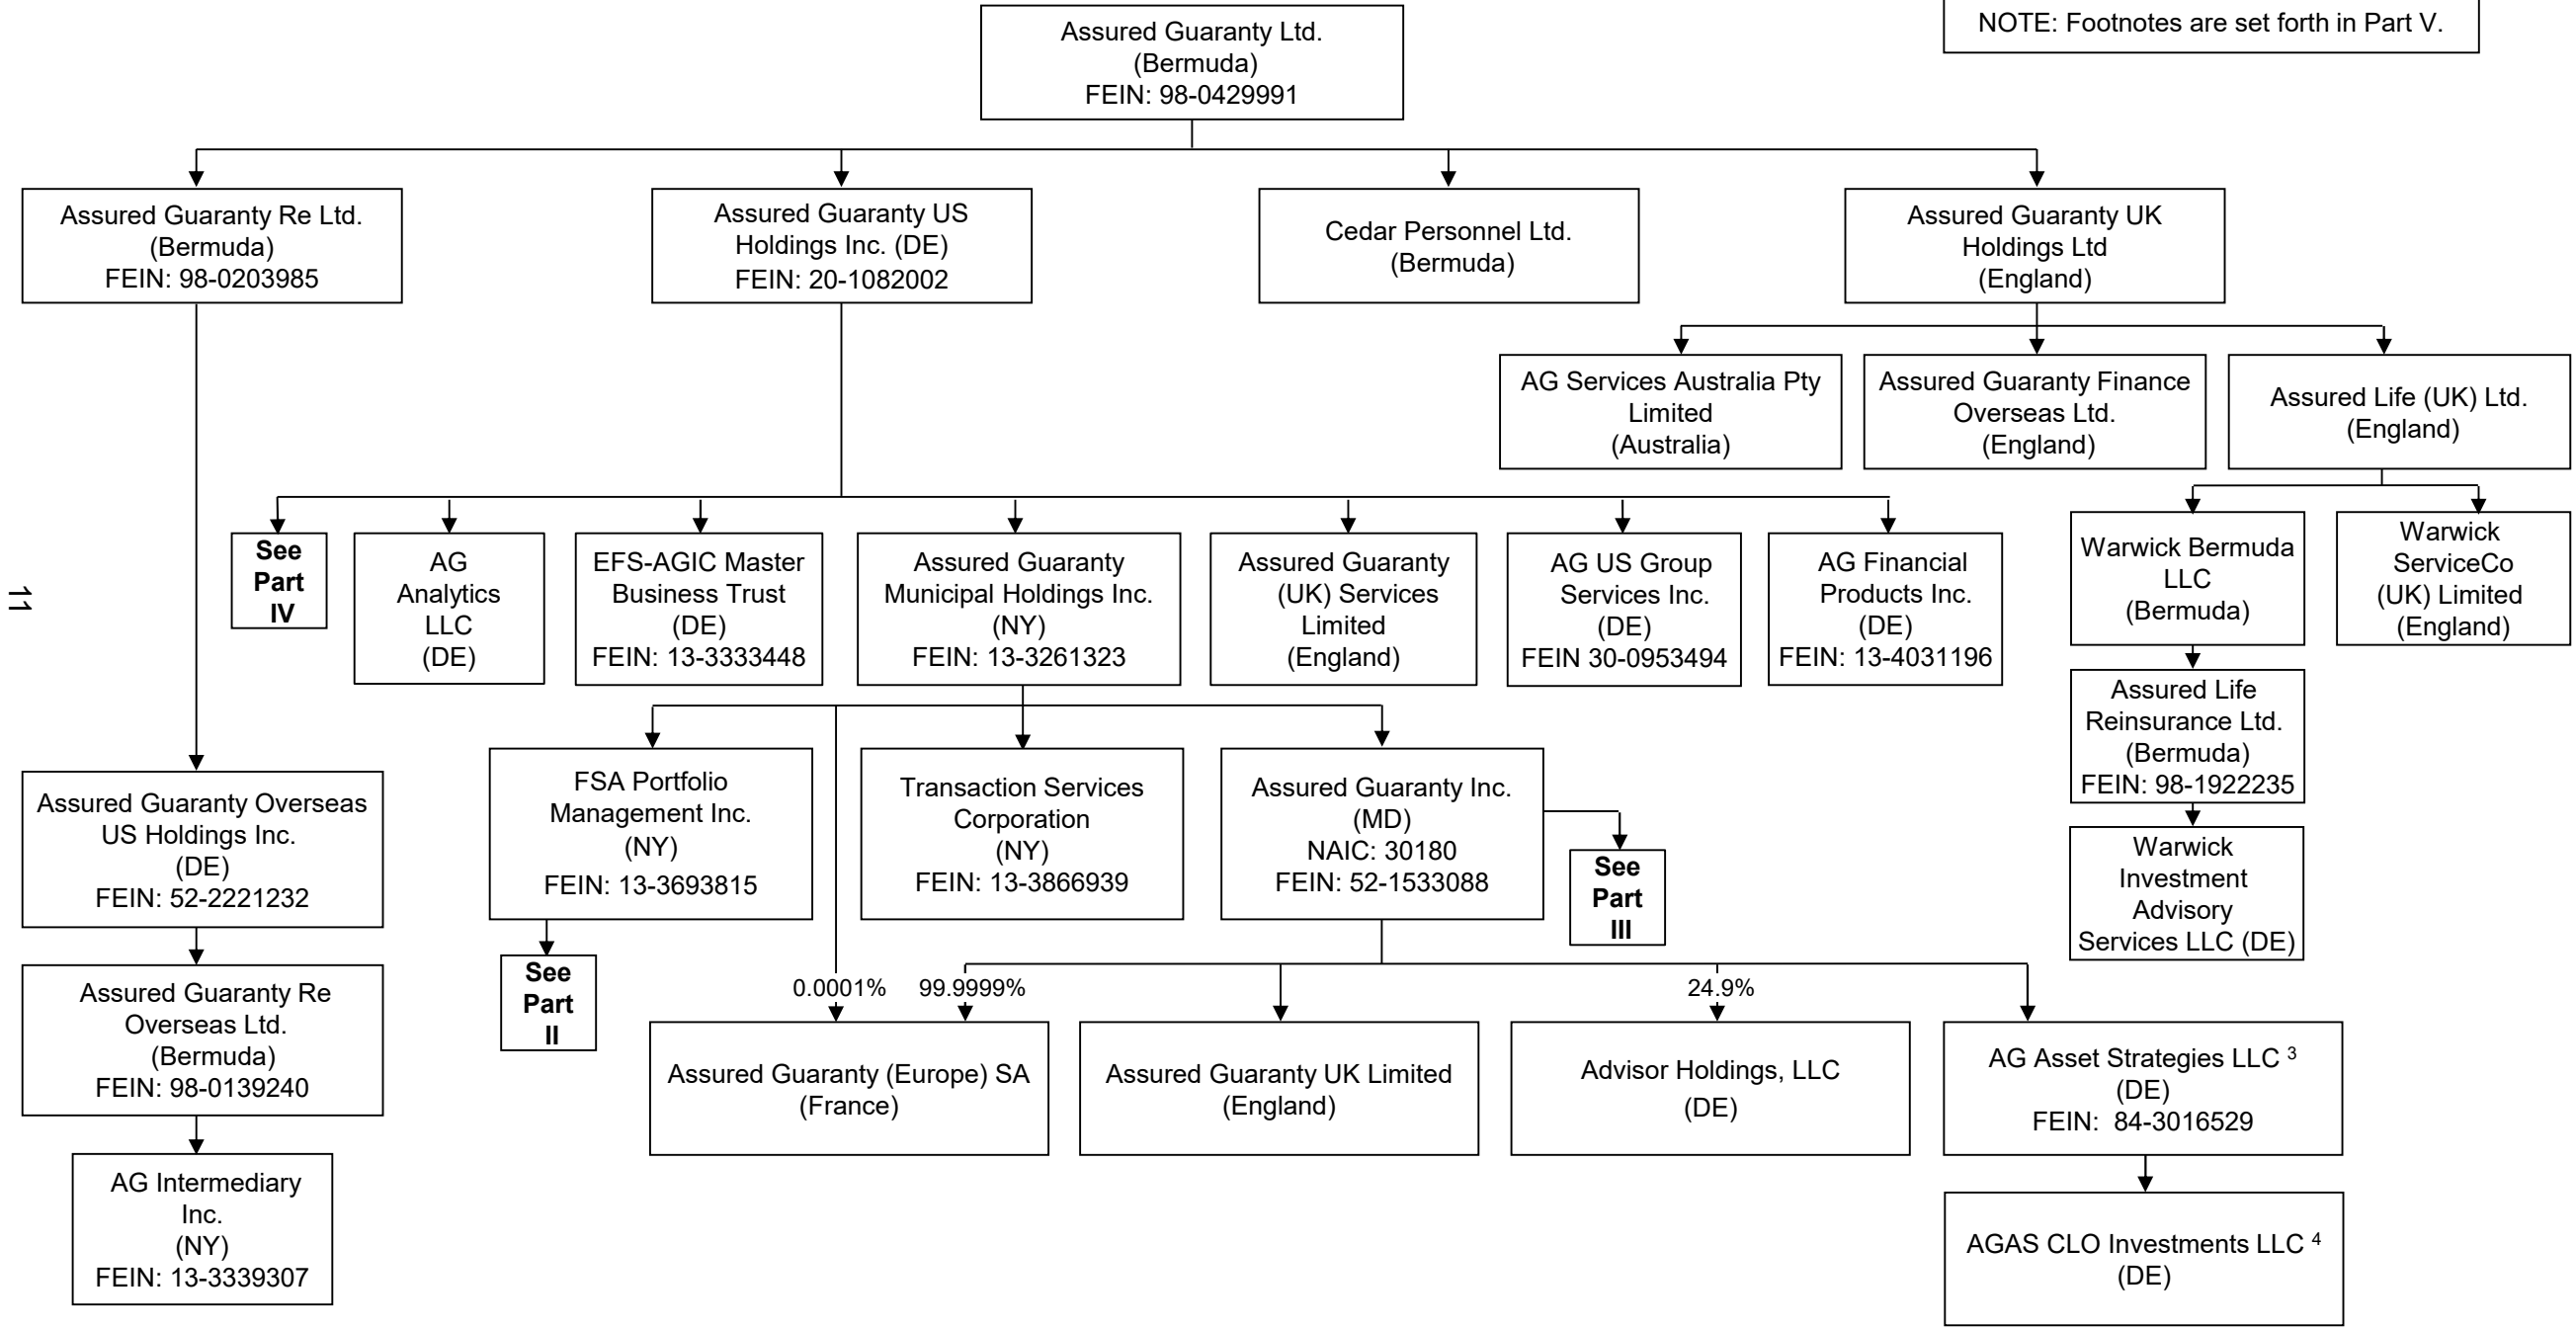 NOTE: Footnotes are set forth in Part V.
Assured Guaranty Ltd.
(Bermuda)
FEIN: 98-0429991
Assured Guaranty Re Ltd.
(Bermuda)
FEIN: 98-0203985
Assured Guaranty US
Holdings Inc. (DE)
FEIN: 20-1082002
Cedar Personnel Ltd.
(Bermuda)
Assured Guaranty UK
Holdings Ltd
(England)
AG Services Australia Pty
Limited
(Australia)
Assured Guaranty Finance
Overseas Ltd.
(England)
Assured Life (UK) Ltd.
(England)
See
Part
IV
AG
Analytics
LLC
(DE)
EFS-AGIC Master
Business Trust
(DE)
FEIN: 13-3333448
Assured Guaranty
Municipal Holdings Inc.
(NY)
FEIN: 13-3261323
Assured Guaranty
(UK) Services
Limited
(England)
AG US Group
Services Inc.
(DE)
FEIN 30-0953494
AG Financial
Products Inc.
(DE)
FEIN: 13-4031196
Warwick Bermuda
LLC
(Bermuda)
Warwick
ServiceCo
(UK) Limited
(England)
11
Assured Life
Reinsurance Ltd.
(Bermuda)
FEIN: 98-1922235
Assured Guaranty Overseas
US Holdings Inc.
(DE)
FEIN: 52-2221232
FSA Portfolio
Management Inc.
(NY)
FEIN: 13-3693815
Transaction Services
Corporation
(NY)
FEIN: 13-3866939
Assured Guaranty Inc.
(MD)
NAIC: 30180
FEIN: 52-1533088
See
Part
III
Warwick
Investment
Advisory
Services LLC (DE)
See
Part
II
Assured Guaranty Re
Overseas Ltd.
(Bermuda)
FEIN: 98-0139240
0.0001%
99.9999%
24.9%
Assured Guaranty (Europe) SA
(France)
Assured Guaranty UK Limited
(England)
Advisor Holdings, LLC
(DE)
AG Asset Strategies LLC 3
(DE)
FEIN: 84-3016529
AG Intermediary
Inc.
(NY)
FEIN: 13-3339307
AGAS CLO Investments LLC 4
(DE)